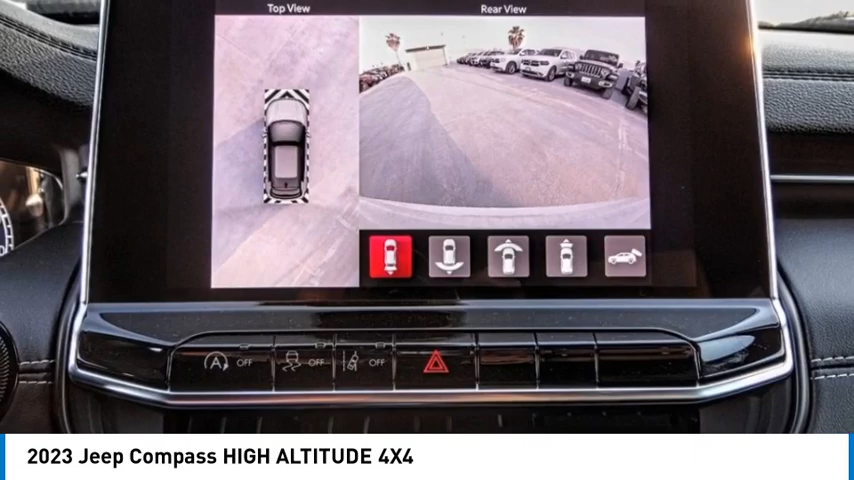 Top View Rear View
A OFF OFF OFF
2023 Jeep Compass HIGH ALTITUDE 4X4